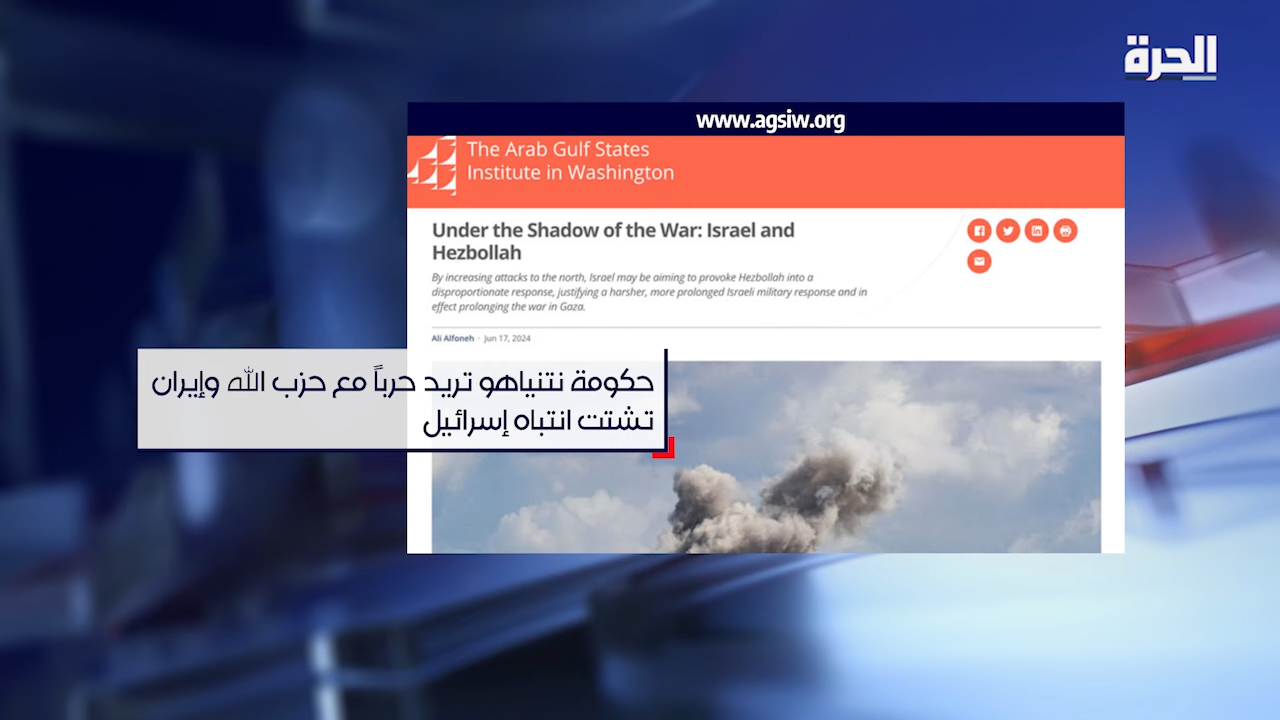 الحرة
www.agsiw.org
The Arab Gulf States
Institute in Washington
Under the Shadow of the War: Israel and
Hezbollah
By increasing attacks to the north, Israel may be aiming to provoke Hezbollah into a
disproportionate response, justifying a harsher, more prolonged Israeli military response and in
effect prolonging the war in Gaza.
Ali Alfoneh · Jun 17, 2024
حكومة نتنياهو تريد حرباً مع حزب الله وإيران
تشتت انتباه إسرائيل